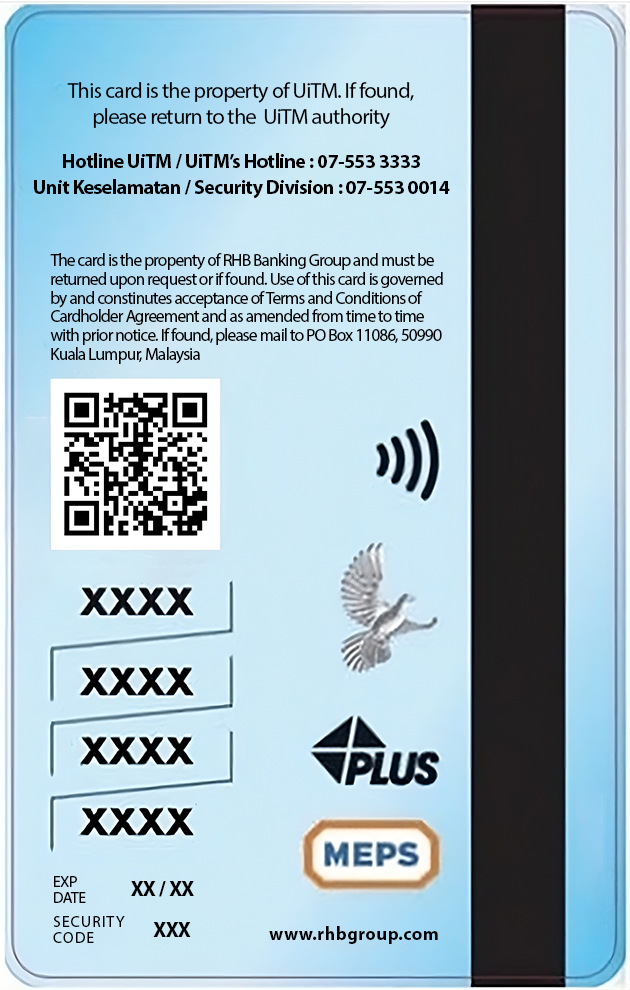 This card is the property of UiTM. If found,
please return to the UiTM authority
Hotline UiTM / UiTM's Hotline : 07-553 3333
Unit Keselamatan / Security Division : 07-553 0014
The card is the property of RHB Banking Group and must be
returned upon request or if found. Use of this card is governed
by and constinutes acceptance of Terms and Conditions of
Cardholder Agreement and as amended from time to time
with prior notice. If found, please mail to PO Box 11086, 50990
Kuala Lumpur, Malaysia
XXXX
XXXX
XXXX
XXXX
PLUS
MEPS
EXP
DATE XX / XX
SECURITY
CODE XXX
www.rhbgroup.com